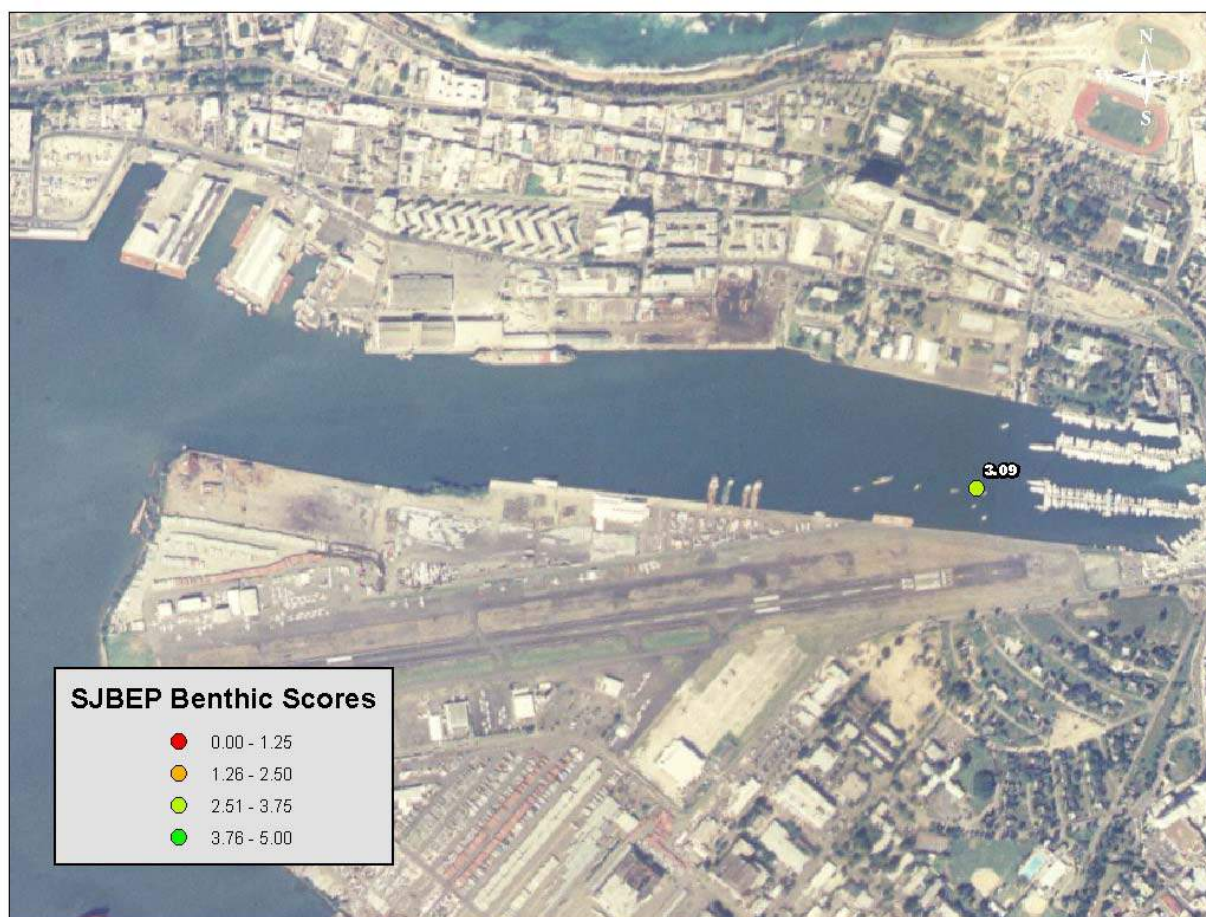 N
W E
S
3.09
SJBEP Benthic Scores
0.00 - 1.25
1.26 - 2.50
2.51 - 3.75
3.76 - 5.00